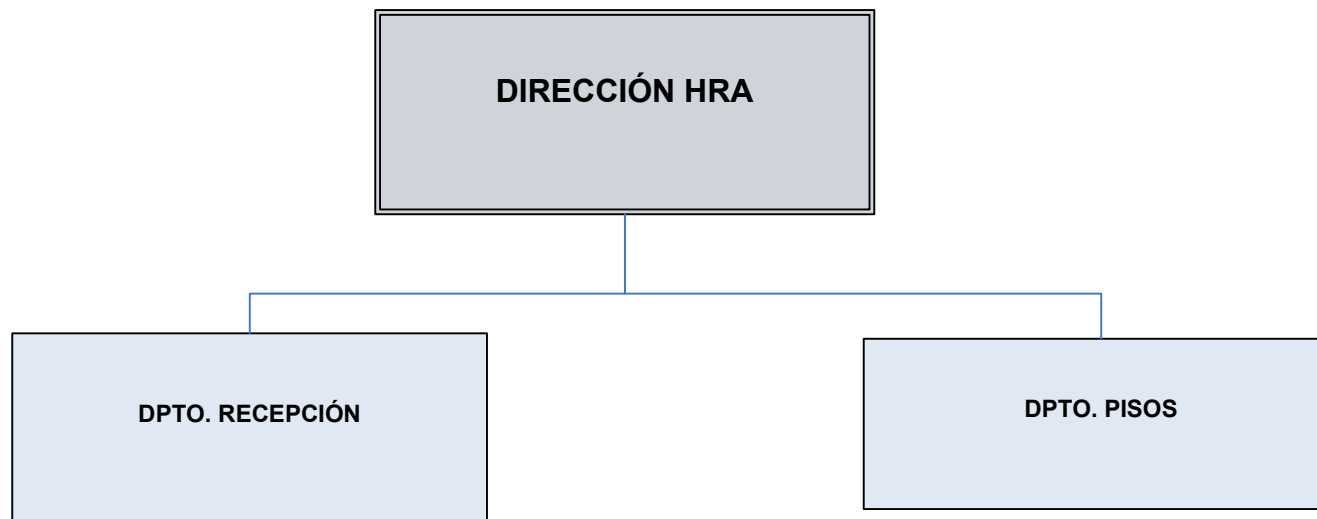 DIRECCIÓN HRA
DPTO. RECEPCIÓN
DPTO. PISOS